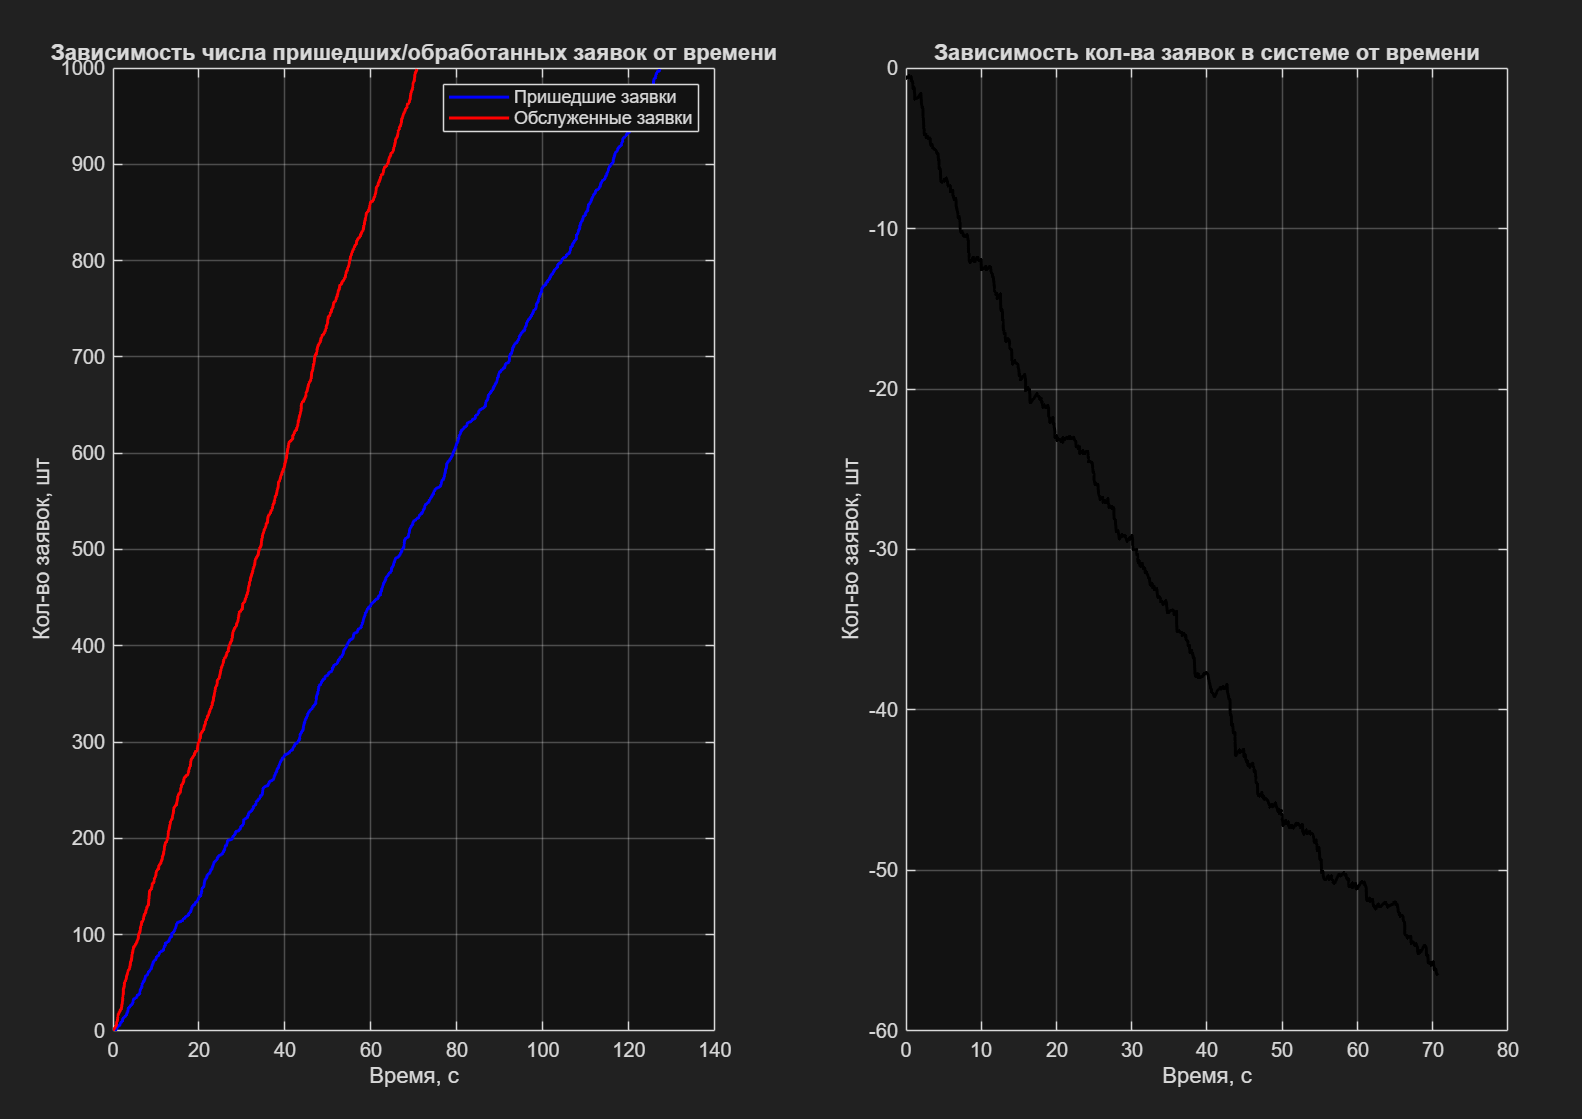 Зависимость числа пришедших/обработанных заявок от времени
1000
900
800
700
600
500
400
300
200
100
0
Кол-во заявок, шт
Пришедшие заявки
Обслуженные заявки
0 20 40 60 80 100 120 140
Время, с
Зависимость кол-ва заявок в системе от времени
0
-10
-20
-30
-40
-50
-60
Кол-во заявок, шт
0 10 20 30 40 50 60 70 80
Время, с